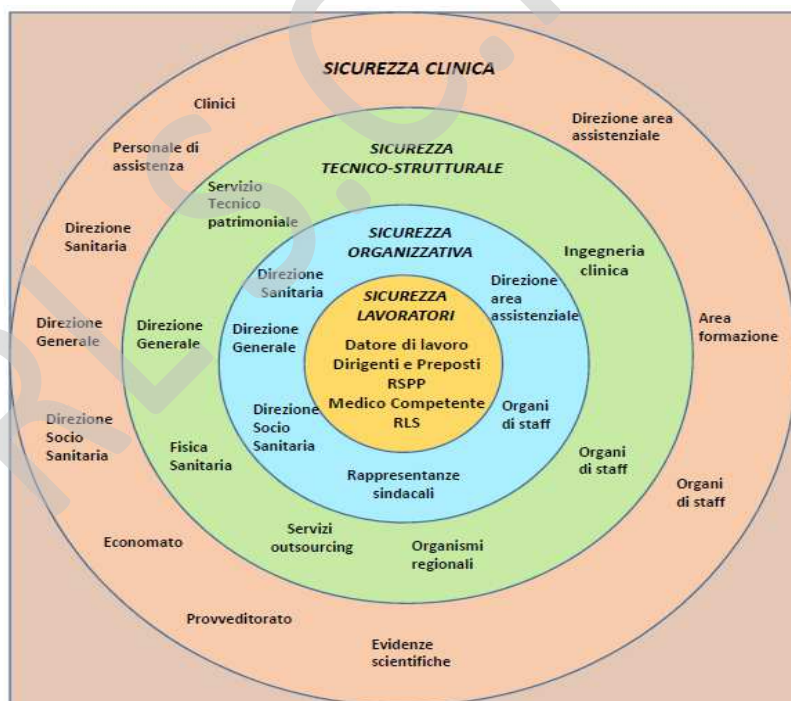 SICUREZZA CLINICA
Clinici
Direzione area
assistenziale
Personale di
assistenza
SICUREZZA
TECNICO-STRUTTURALE
Servizio
Tecnico
patrimoniale
Direzione
Sanitaria
SICUREZZA
ORGANIZZATIVA
Ingegneria
clinica
Direzione
Sanitaria
Direzione
area
assistenziale
SICUREZZA
LAVORATORI
Direzione
Generale
Direzione
Generale
Direzione
Generale
Area
formazione
Datore di lavoro
Dirigenti e Preposti
RSPP
Medico Competente
RLS
Direzione
Socio
Sanitaria
Direzione
Socio
Sanitaria
Organi
di staff
Fisica
Sanitaria
Organi
di staff
Rappresentanze
sindacali
Organi
di staff
Economato
Servizi
outsourcing
Organismi
regionali
Provveditorato
Evidenze
scientifiche